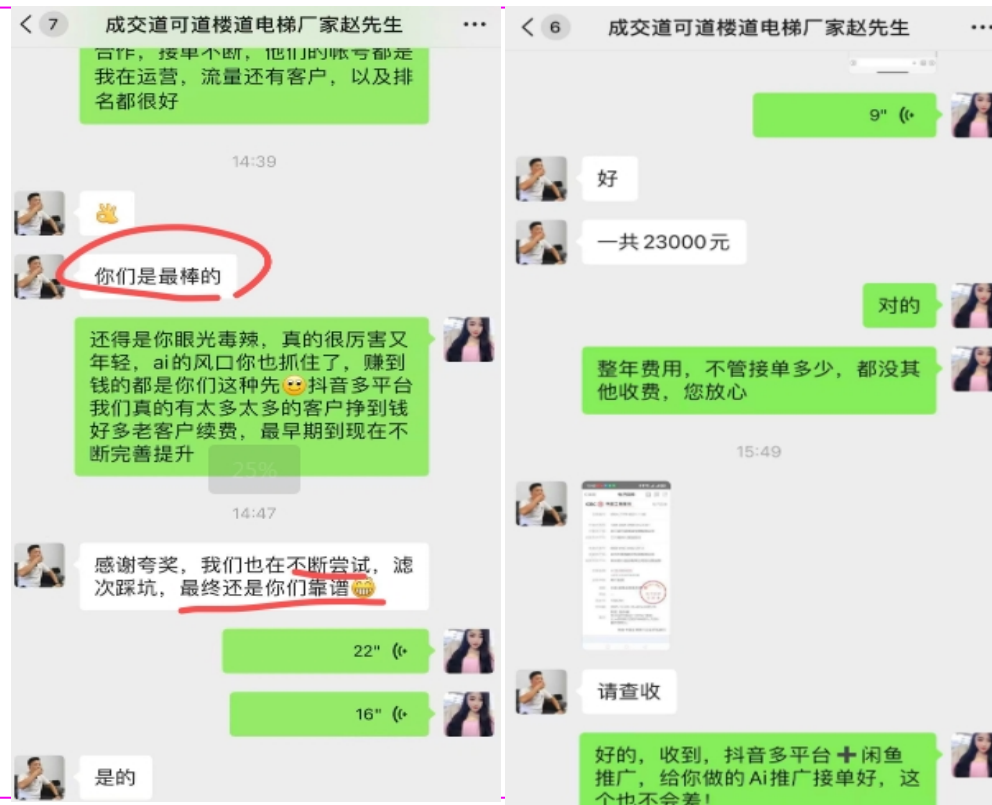 7
成交道可道楼道电梯厂家赵先生
合作，接单不断，他们的帐号都是
我在运营，流量还有客户，以及排
名都很好
14:39
你们是最棒的
还得是你眼光毒辣，真的很厉害又
年轻，ai的风口你也抓住了，赚到
钱的都是你们这种先抖音多平台
我们真的有太多太多的客户挣到钱
好多老客户续费，最早期到现在不
断完善提升
25%
14:47
感谢夸奖，我们也在不断尝试，滤
次踩坑，最终还是你们靠谱😁
22"
16"
是的
6
成交道可道楼道电梯厂家赵先生
9"
好
一共23000元
对的
整年费用，不管接单多少，都没其
他收费，您放心
15:49
请查收
好的，收到，抖音多平台➕闲鱼
推广，给你做的Ai推广接单好，这
个也不会差！